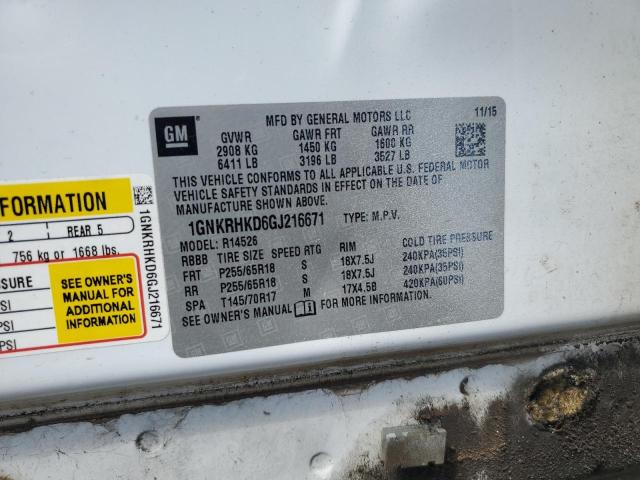 FORMATION
2 | REAR 5
756 kg or 1668 lbs.
SURE
SEE OWNER'S
MANUAL FOR
ADDITIONAL
INFORMATION
PSI
SI
PSI
1GNKRHKD6GJ216671
GM
MFD BY GENERAL MOTORS LLC 11/15
GVWR GAWR FRT GAWR RR
2908 KG 1450 KG 1600 KG
6411 LB 3196 LB 3527 LB
THIS VEHICLE CONFORMS TO ALL APPLICABLE U.S. FEDERAL MOTOR
VEHICLE SAFETY STANDARDS IN EFFECT ON THE DATE OF
MANUFACTURE SHOWN ABOVE.
1GNKRHKD6GJ216671 TYPE: M.P.V.
MODEL: R14526
RBBB TIRE SIZE SPEED RTG RIM COLD TIRE PRESSURE
FRT P255/65R18 S 18X7.5J 240KPA(35PSI)
RR P255/65R18 S 18X7.5J 240KPA(35PSI)
SPA T145/70R17 M 17X4.5B 420KPA(60PSI)
SEE OWNER'S MANUAL FOR MORE INFORMATION.